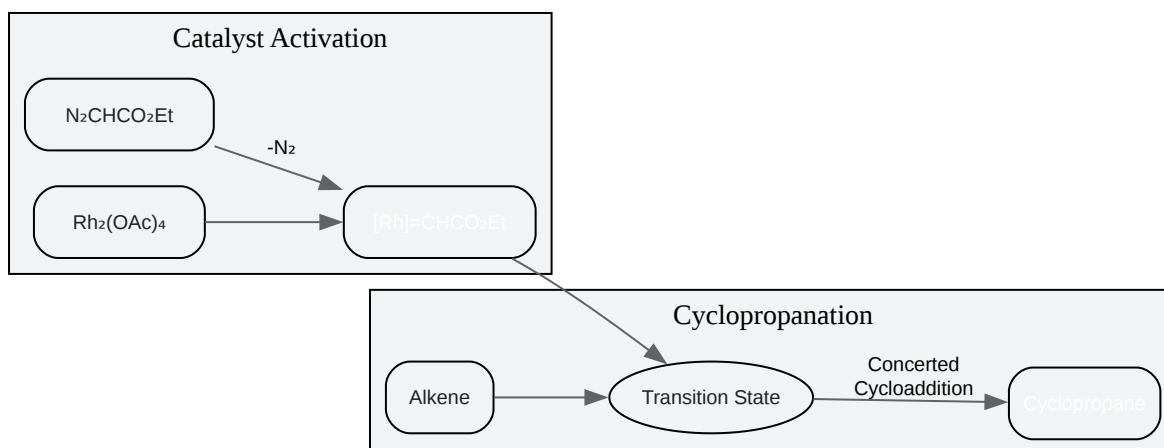 Catalyst Activation
N₂CHCO₂Et
-N₂
Rh₂(OAc)₄
[Rh]=CHCO₂Et
Cyclopropanation
Alkene
Transition State
Concerted
Cycloaddition
Cyclopropane